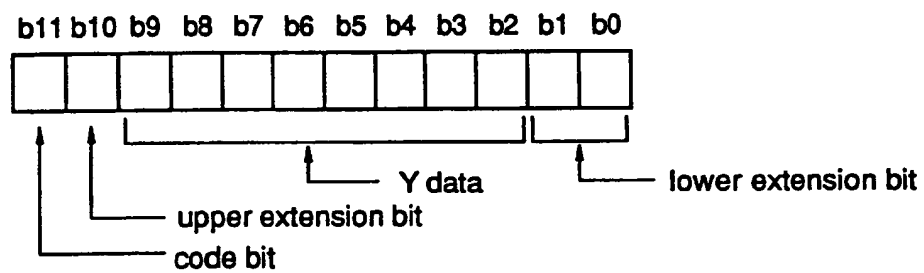 b11 b10 b9 b8 b7 b6 b5 b4 b3 b2 b1 b0
Y data
lower extension bit
upper extension bit
code bit